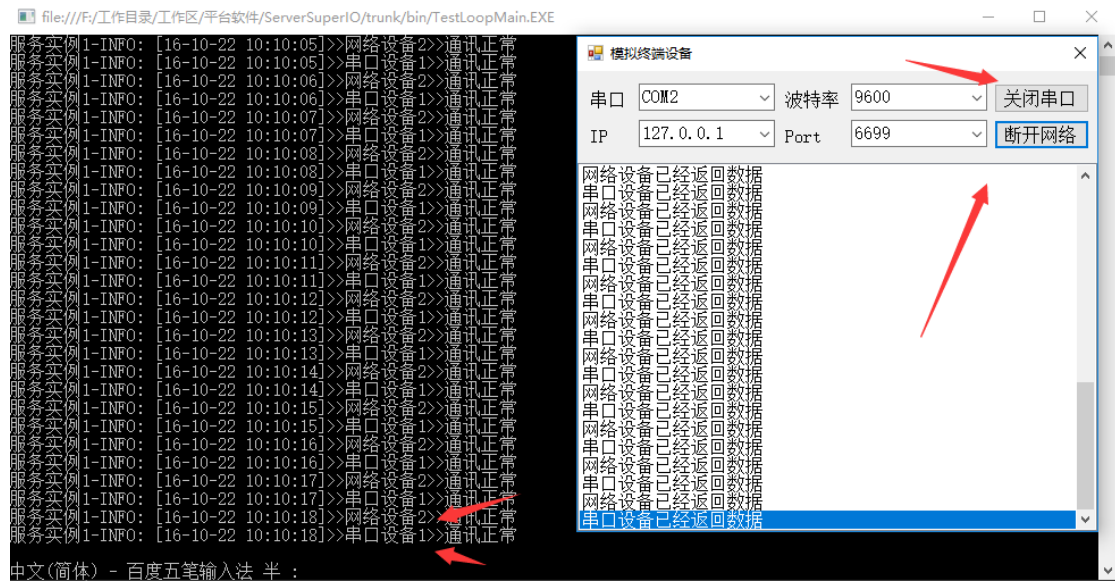 file:///F:/工作目录/工作区/平台软件/ServerSuperIO/trunk/bin/TestLoopMain.EXE
服务实例1-INFO: [16-10-22 10:10:05]>>网络设备2>>通讯正常
服务实例1-INFO: [16-10-22 10:10:05]>>串口设备1>>通讯正常
服务实例1-INFO: [16-10-22 10:10:06]>>网络设备2>>通讯正常
服务实例1-INFO: [16-10-22 10:10:06]>>串口设备1>>通讯正常
服务实例1-INFO: [16-10-22 10:10:07]>>网络设备2>>通讯正常
服务实例1-INFO: [16-10-22 10:10:07]>>串口设备1>>通讯正常
服务实例1-INFO: [16-10-22 10:10:08]>>网络设备2>>通讯正常
服务实例1-INFO: [16-10-22 10:10:08]>>串口设备1>>通讯正常
服务实例1-INFO: [16-10-22 10:10:09]>>网络设备2>>通讯正常
服务实例1-INFO: [16-10-22 10:10:09]>>串口设备1>>通讯正常
服务实例1-INFO: [16-10-22 10:10:10]>>网络设备2>>通讯正常
服务实例1-INFO: [16-10-22 10:10:10]>>串口设备1>>通讯正常
服务实例1-INFO: [16-10-22 10:10:11]>>网络设备2>>通讯正常
服务实例1-INFO: [16-10-22 10:10:11]>>串口设备1>>通讯正常
服务实例1-INFO: [16-10-22 10:10:12]>>网络设备2>>通讯正常
服务实例1-INFO: [16-10-22 10:10:12]>>串口设备1>>通讯正常
服务实例1-INFO: [16-10-22 10:10:13]>>网络设备2>>通讯正常
服务实例1-INFO: [16-10-22 10:10:13]>>串口设备1>>通讯正常
服务实例1-INFO: [16-10-22 10:10:14]>>网络设备2>>通讯正常
服务实例1-INFO: [16-10-22 10:10:14]>>串口设备1>>通讯正常
服务实例1-INFO: [16-10-22 10:10:15]>>网络设备2>>通讯正常
服务实例1-INFO: [16-10-22 10:10:15]>>串口设备1>>通讯正常
服务实例1-INFO: [16-10-22 10:10:16]>>网络设备2>>通讯正常
服务实例1-INFO: [16-10-22 10:10:16]>>串口设备1>>通讯正常
服务实例1-INFO: [16-10-22 10:10:17]>>网络设备2>>通讯正常
服务实例1-INFO: [16-10-22 10:10:17]>>串口设备1>>通讯正常
服务实例1-INFO: [16-10-22 10:10:18]>>网络设备2>>通讯正常
服务实例1-INFO: [16-10-22 10:10:18]>>串口设备1>>通讯正常
中文(简体) - 百度五笔输入法 半 :
模拟终端设备
串口 COM2 波特率 9600 关闭串口
IP 127.0.0.1 Port 6699 断开网络
网络设备已经返回数据
串口设备已经返回数据
网络设备已经返回数据
串口设备已经返回数据
网络设备已经返回数据
串口设备已经返回数据
网络设备已经返回数据
串口设备已经返回数据
网络设备已经返回数据
串口设备已经返回数据
网络设备已经返回数据
串口设备已经返回数据
网络设备已经返回数据
串口设备已经返回数据
网络设备已经返回数据
串口设备已经返回数据
网络设备已经返回数据
串口设备已经返回数据
网络设备已经返回数据
串口设备已经返回数据